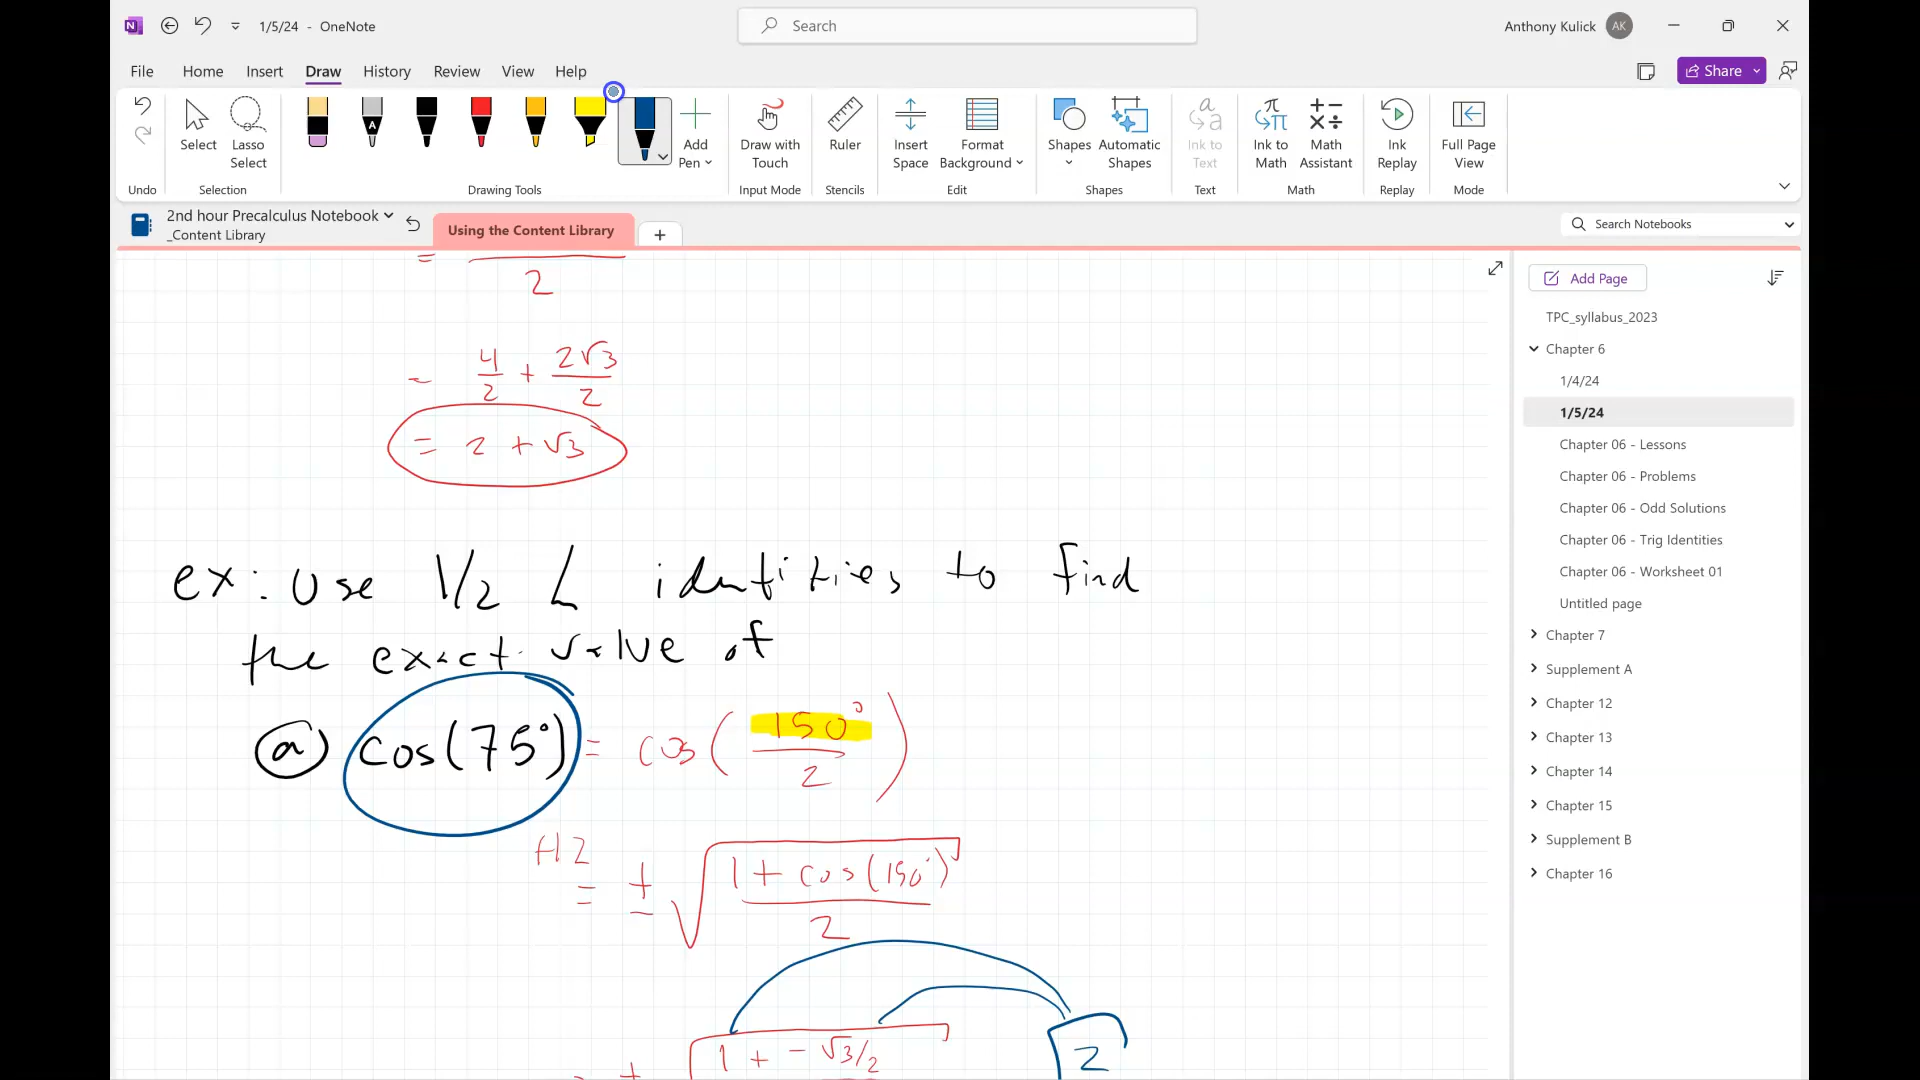 1/5/24 - OneNote
Search
Anthony Kulick AK
File Home Insert Draw History Review View Help
Share
Undo
Select
Lasso Select
Selection
A
Drawing Tools
Add Pen
Draw with Touch
Input Mode
Ruler
Stencils
Insert Space
Format Background
Edit
Shapes
Automatic Shapes
Shapes
Ink to Text
Text
Ink to Math
Math Assistant
Math
Ink Replay
Replay
Full Page View
Mode
2nd hour Precalculus Notebook
_Content Library
Using the Content Library
+
Search Notebooks
Add Page
TPC_syllabus_2023
Chapter 6
1/4/24
1/5/24
Chapter 06 - Lessons
Chapter 06 - Problems
Chapter 06 - Odd Solutions
Chapter 06 - Trig Identities
Chapter 06 - Worksheet 01
Untitled page
Chapter 7
Supplement A
Chapter 12
Chapter 13
Chapter 14
Chapter 15
Supplement B
Chapter 16
= 2
= 4/2 + 2√3/2
= 2 + √3
ex: Use 1/2 ∠ identities to find
the exact value of
a) cos(75°) = cos(150°/2)
H2
= ± √(1 + cos(150°)/2)
± 1 + -√3/2 2